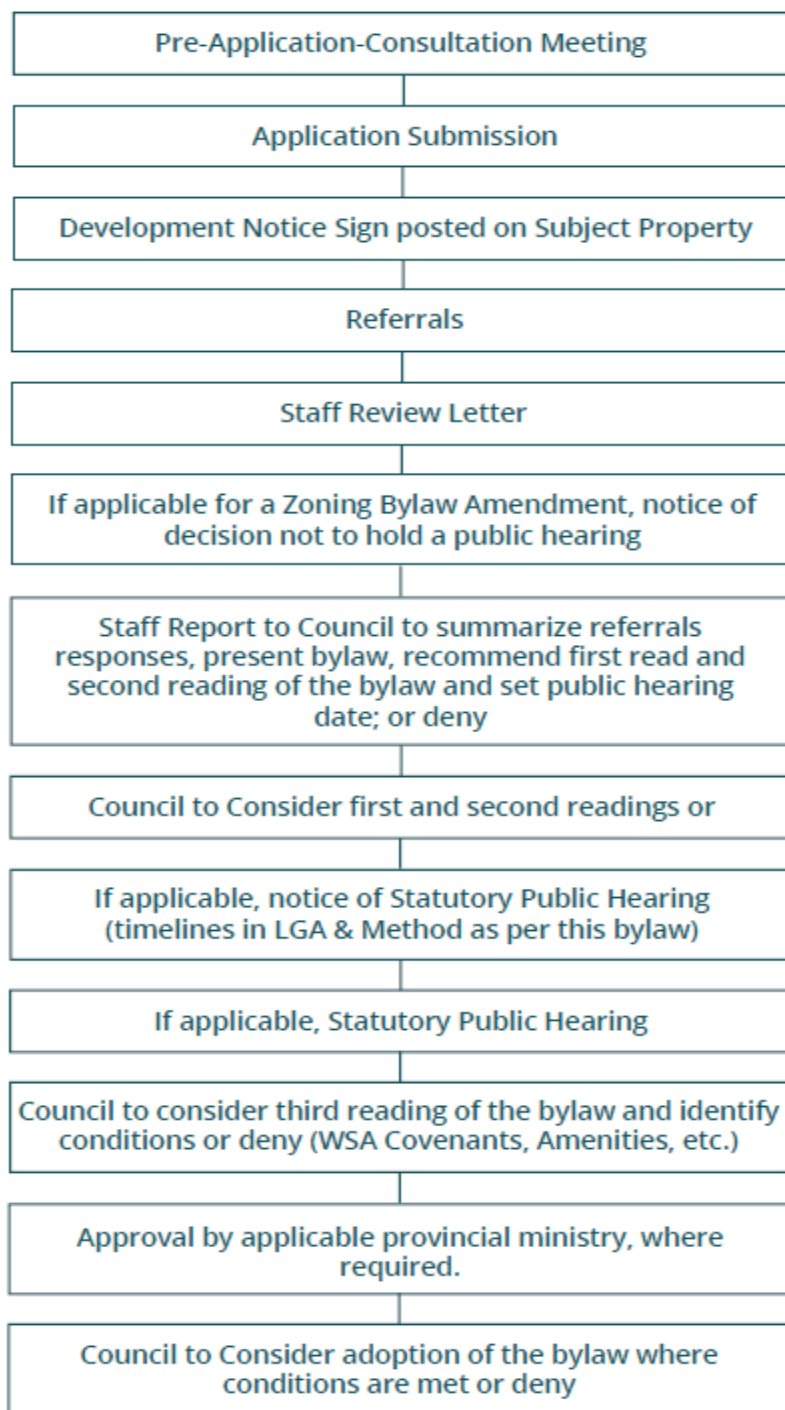 Pre-Application-Consultation Meeting
Application Submission
Development Notice Sign posted on Subject Property
Referrals
Staff Review Letter
If applicable for a Zoning Bylaw Amendment, notice of
decision not to hold a public hearing
Staff Report to Council to summarize referrals
responses, present bylaw, recommend first read and
second reading of the bylaw and set public hearing
date; or deny
Council to Consider first and second readings or
If applicable, notice of Statutory Public Hearing
(timelines in LGA & Method as per this bylaw)
If applicable, Statutory Public Hearing
Council to consider third reading of the bylaw and identify
conditions or deny (WSA Covenants, Amenities, etc.)
Approval by applicable provincial ministry, where
required.
Council to Consider adoption of the bylaw where
conditions are met or deny